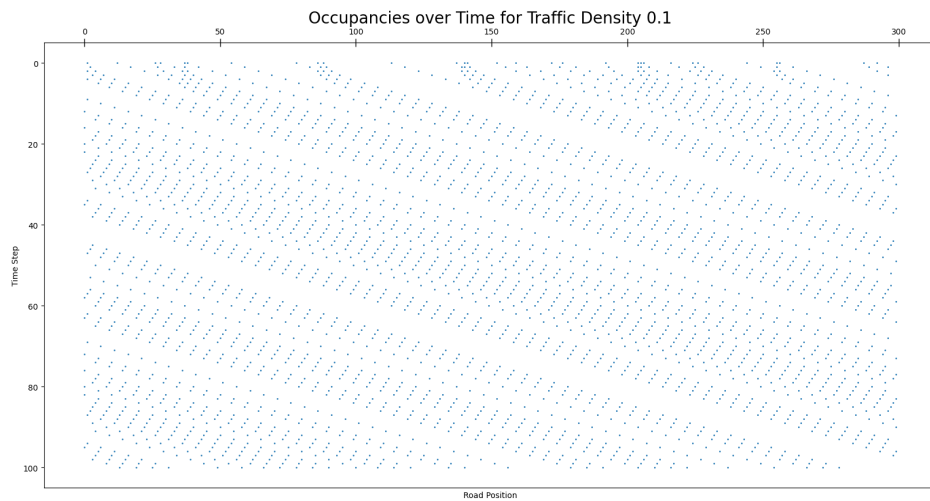 Occupancies over Time for Traffic Density 0.1
0 50 100 150 200 250 300
0
20
40
60
80
100
Time Step
Road Position